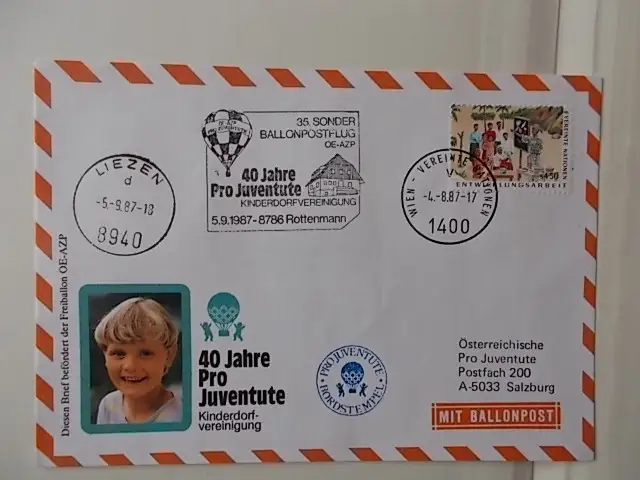 35. SONDER
BALLONPOSTFLUG
OE-AZP
40 Jahre
Pro Juventute
KINDERDORFVEREINIGUNG
5.9.1987 - 8786 Rottenmann
VEREINTE NATIONEN
ENTWICKLUNGSARBEIT
WIEN - VEREINTE NATIONEN
-4.-8.87-17
1400
LIEZEN
d
-5.-9.87-18
8940
Diesen Brief befördert der Freiballon OE-AZP
40 Jahre
Pro
Juventute
Kinderdorf-
vereinigung
PRO JUVENTUTE
BORDSTEMPEL
Österreichische
Pro Juventute
Postfach 200
A-5033 Salzburg
MIT BALLONPOST